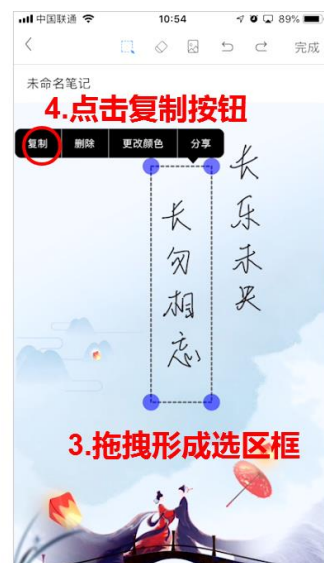 中国联通 10:54 89%
完成
未命名笔记
4.点击复制按钮
复制 删除 更改颜色 分享
长乐未央
长勿相忘
3.拖拽形成选区框